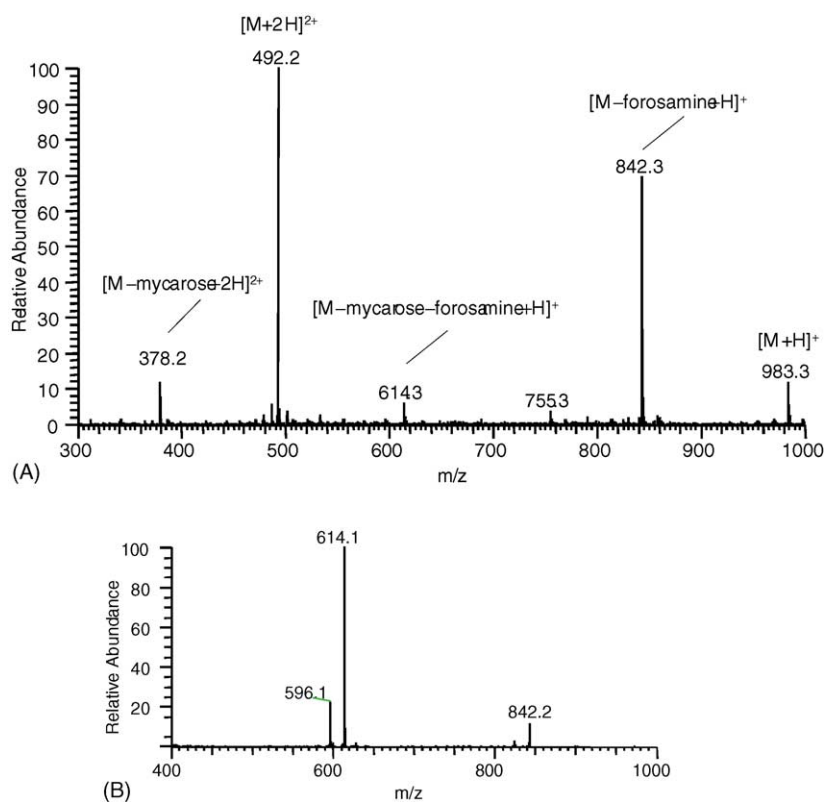 [M+2H]²⁺
492.2
[M−forosamine+H]⁺
842.3
[M−mycarose+2H]²⁺
378.2
[M−mycarose−forosamine+H]⁺
6143
7553
[M+H]⁺
983.3
Relative Abundance
100
90
80
70
60
50
40
30
20
10
0
300 400 500 600 700 800 900 1000
m/z
(A)
614.1
596.1
842.2
Relative Abundance
100
80
60
40
20
400 600 800 1000
m/z
(B)